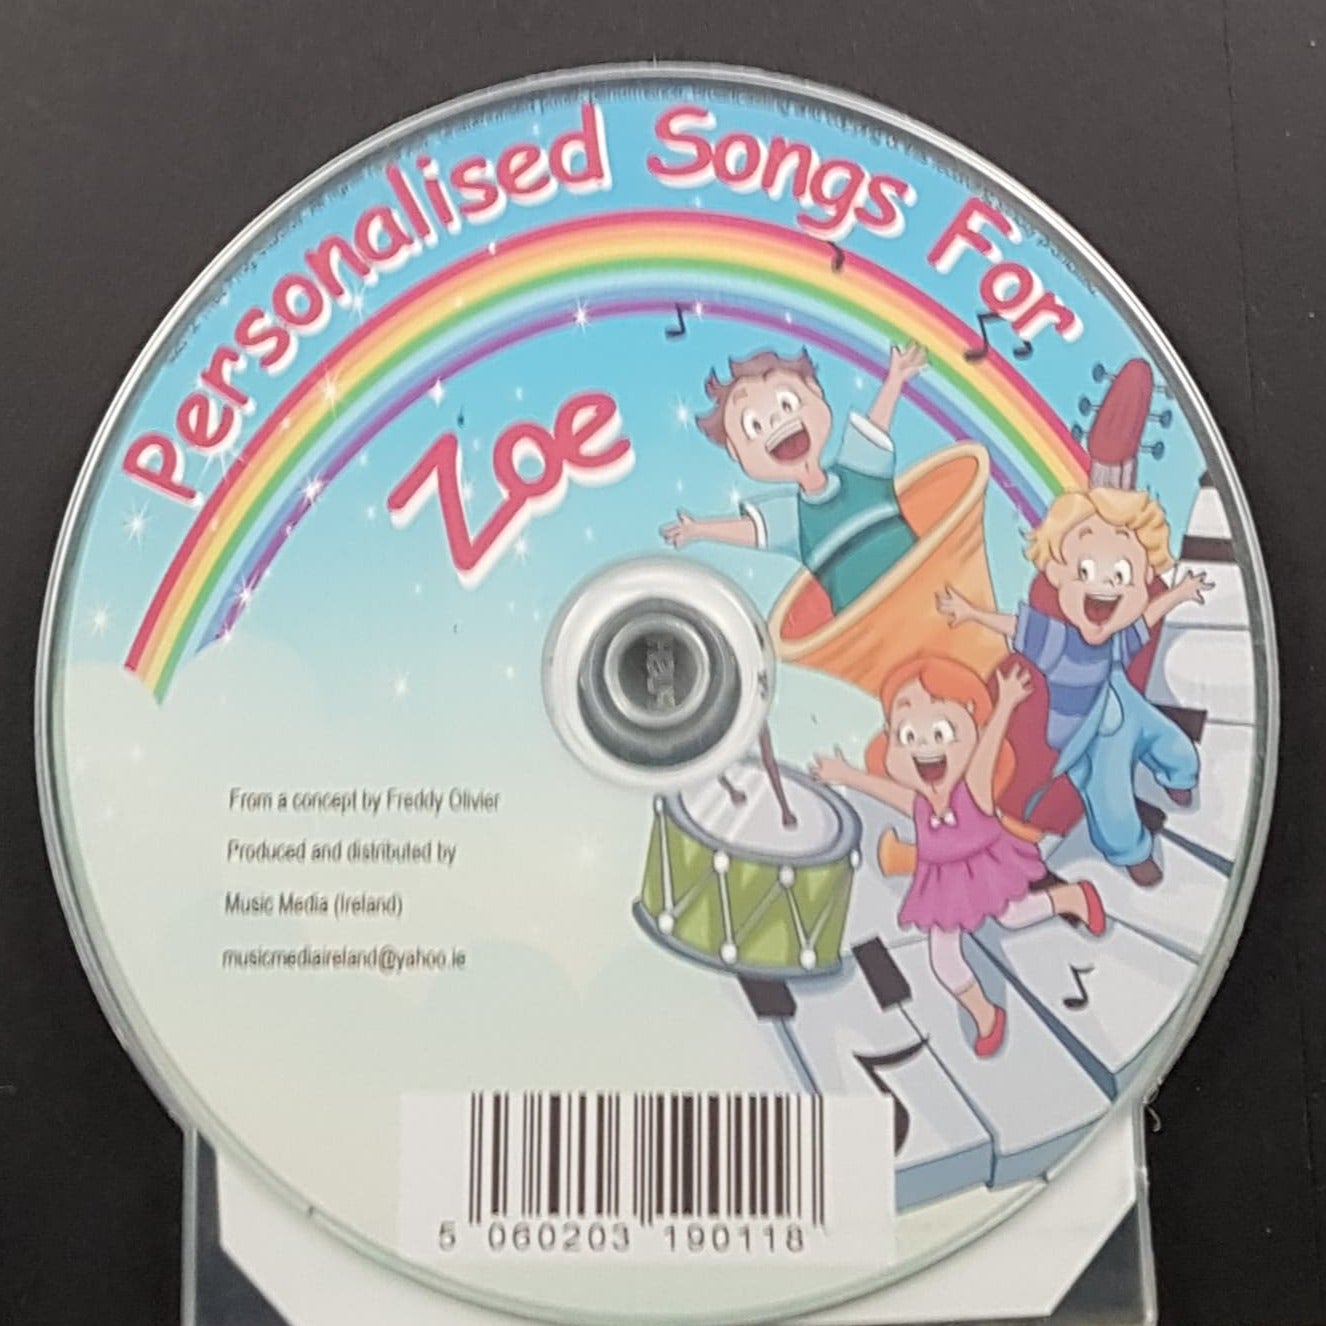 Personalised Songs For
Zoe
From a concept by Freddy Olivier
Produced and distributed by
Music Media (Ireland)
musicmediaireland@yahoo.ie
5 060203 190118